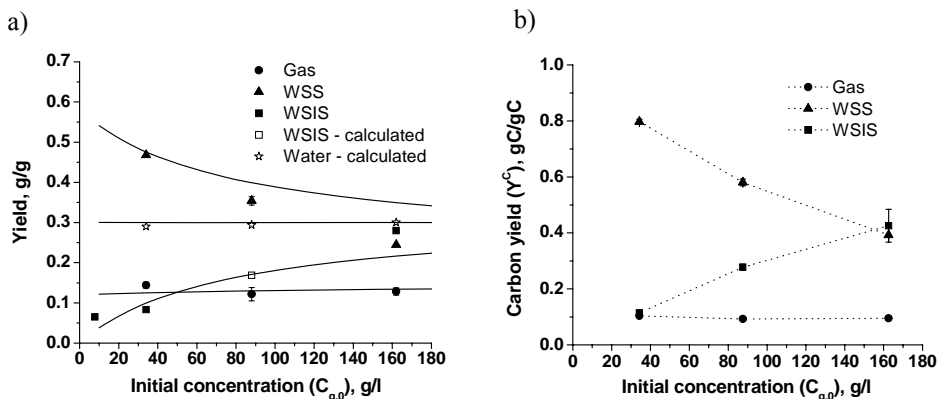 a)
0.7
0.6
0.5
0.4
0.3
0.2
0.1
0.0
Yield, g/g
Gas
WSS
WSIS
WSIS - calculated
Water - calculated
0 20 40 60 80 100 120 140 160 180
Initial concentration (Cg,0), g/l
b)
1.0
0.8
0.6
0.4
0.2
0.0
Carbon yield (Y^C), gC/gC
Gas
WSS
WSIS
0 20 40 60 80 100 120 140 160 180
Initial concentration (Cg,0), g/l